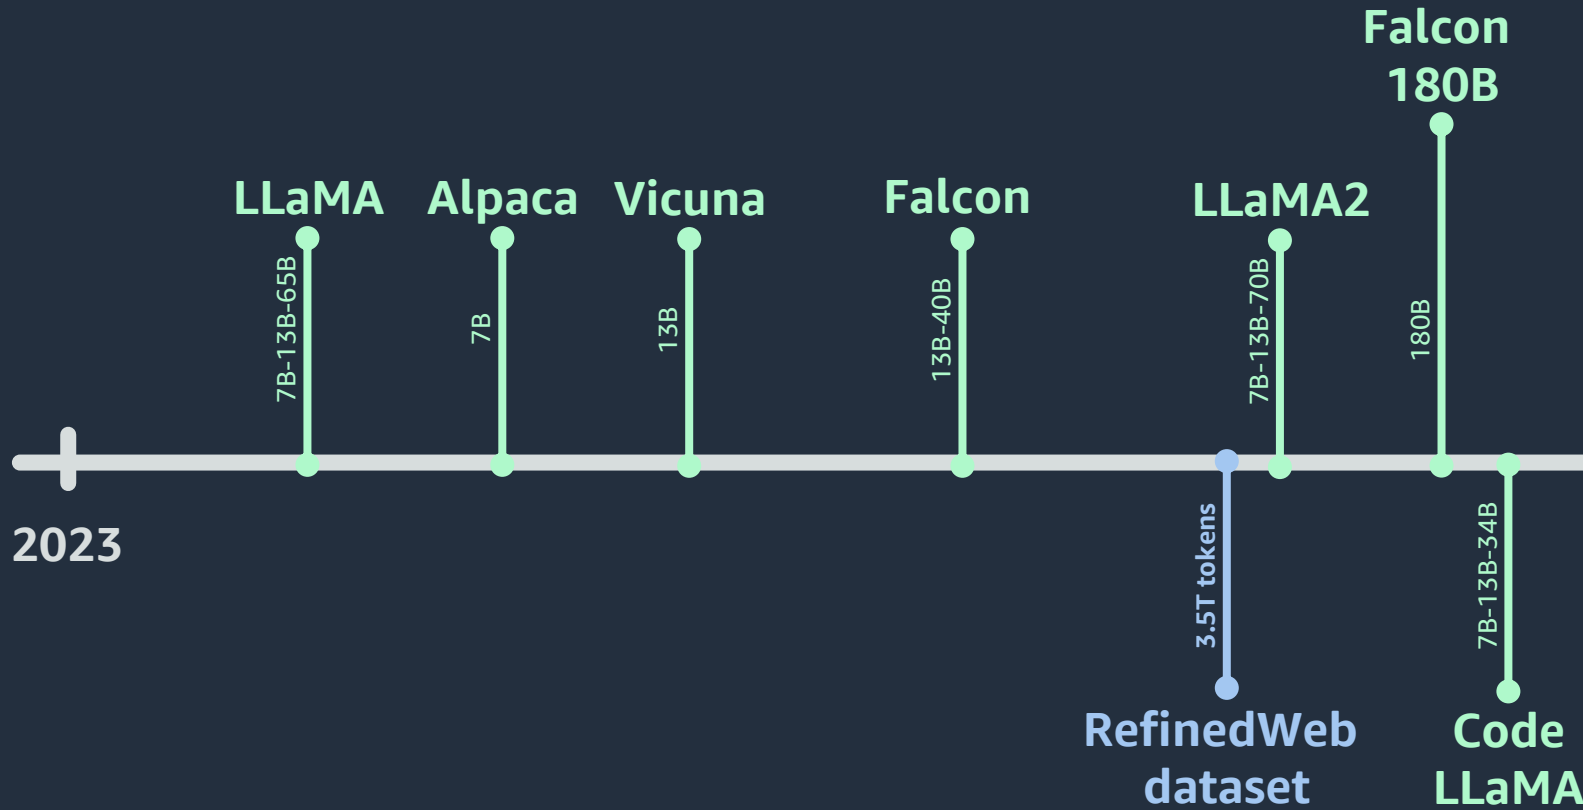 Falcon
180B
LLaMA
Alpaca
Vicuna
Falcon
LLaMA2
7B-13B-65B
7B
13B
13B-40B
7B-13B-70B
180B
2023
3.5T tokens
7B-13B-34B
RefinedWeb
dataset
Code
LLaMA